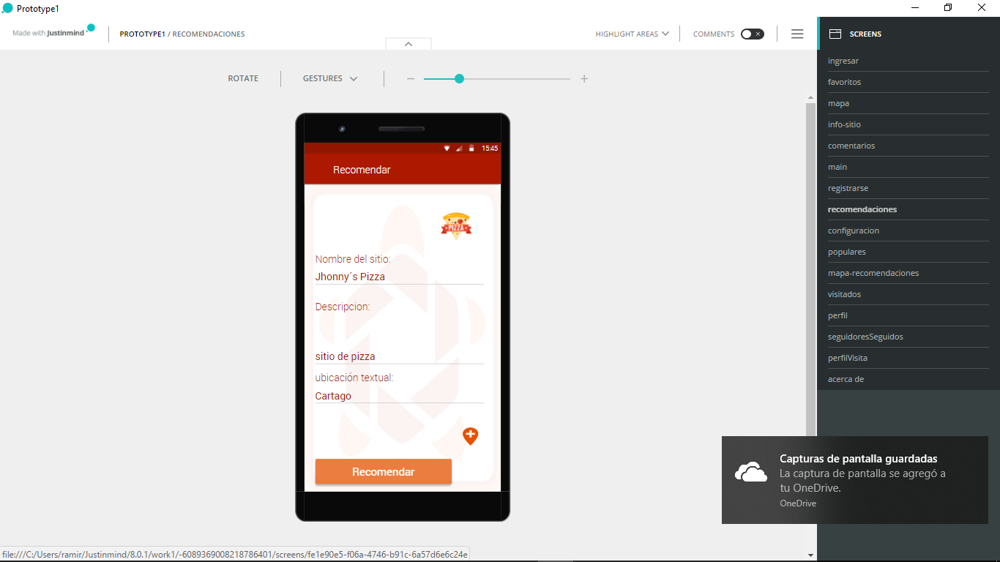 Prototype1
Made with Justinmind
PROTOTYPE1 / RECOMENDACIONES
HIGHLIGHT AREAS
COMMENTS
SCREENS
ROTATE
GESTURES
15:45
Recomendar
PIZZA
Nombre del sitio:
Jhonny´s Pizza
Descripcion:
sitio de pizza
ubicación textual:
Cartago
Recomendar
ingresar
favoritos
mapa
info-sitio
comentarios
main
registrarse
recomendaciones
configuracion
populares
mapa-recomendaciones
visitados
perfil
seguidoresSeguidos
perfilVisita
acerca de
Capturas de pantalla guardadas
La captura de pantalla se agregó a
tu OneDrive.
OneDrive
file:///C:/Users/ramir/Justinmind/8.0.1/work1/-6089369008218786401/screens/fe1e90e5-f06a-4746-b91c-6a57d6e6c24e